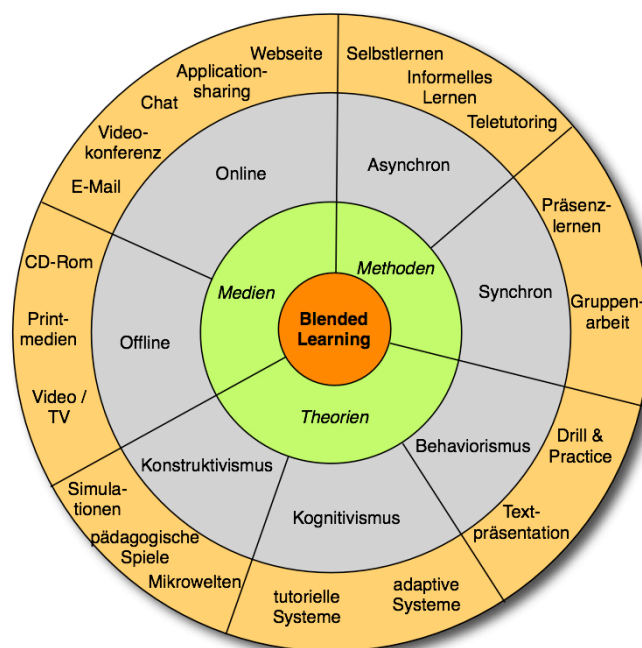 Webseite
Selbstlernen
Application-
sharing
Informelles
Lernen
Chat
Teletutoring
Video-
konferenz
E-Mail
Online
Asynchron
Präsenz-
lernen
CD-Rom
Medien
Methoden
Synchron
Gruppen-
arbeit
Print-
medien
Offline
Blended
Learning
Video /
TV
Theorien
Behaviorismus
Drill &
Practice
Konstruktivismus
Simula-
tionen
Kognitivismus
Text-
präsentation
pädagogische
Spiele
Mikrowelten
tutorielle
Systeme
adaptive
Systeme